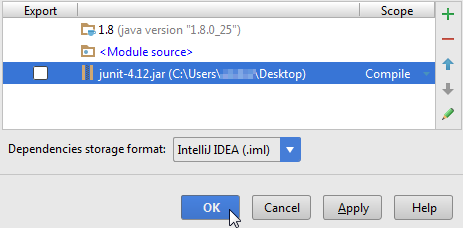 Export Scope
1.8 (java version "1.8.0_25")
<Module source>
junit-4.12.jar (C:\Users\ \Desktop) Compile
Dependencies storage format: IntelliJ IDEA (.iml)
OK Cancel Apply Help